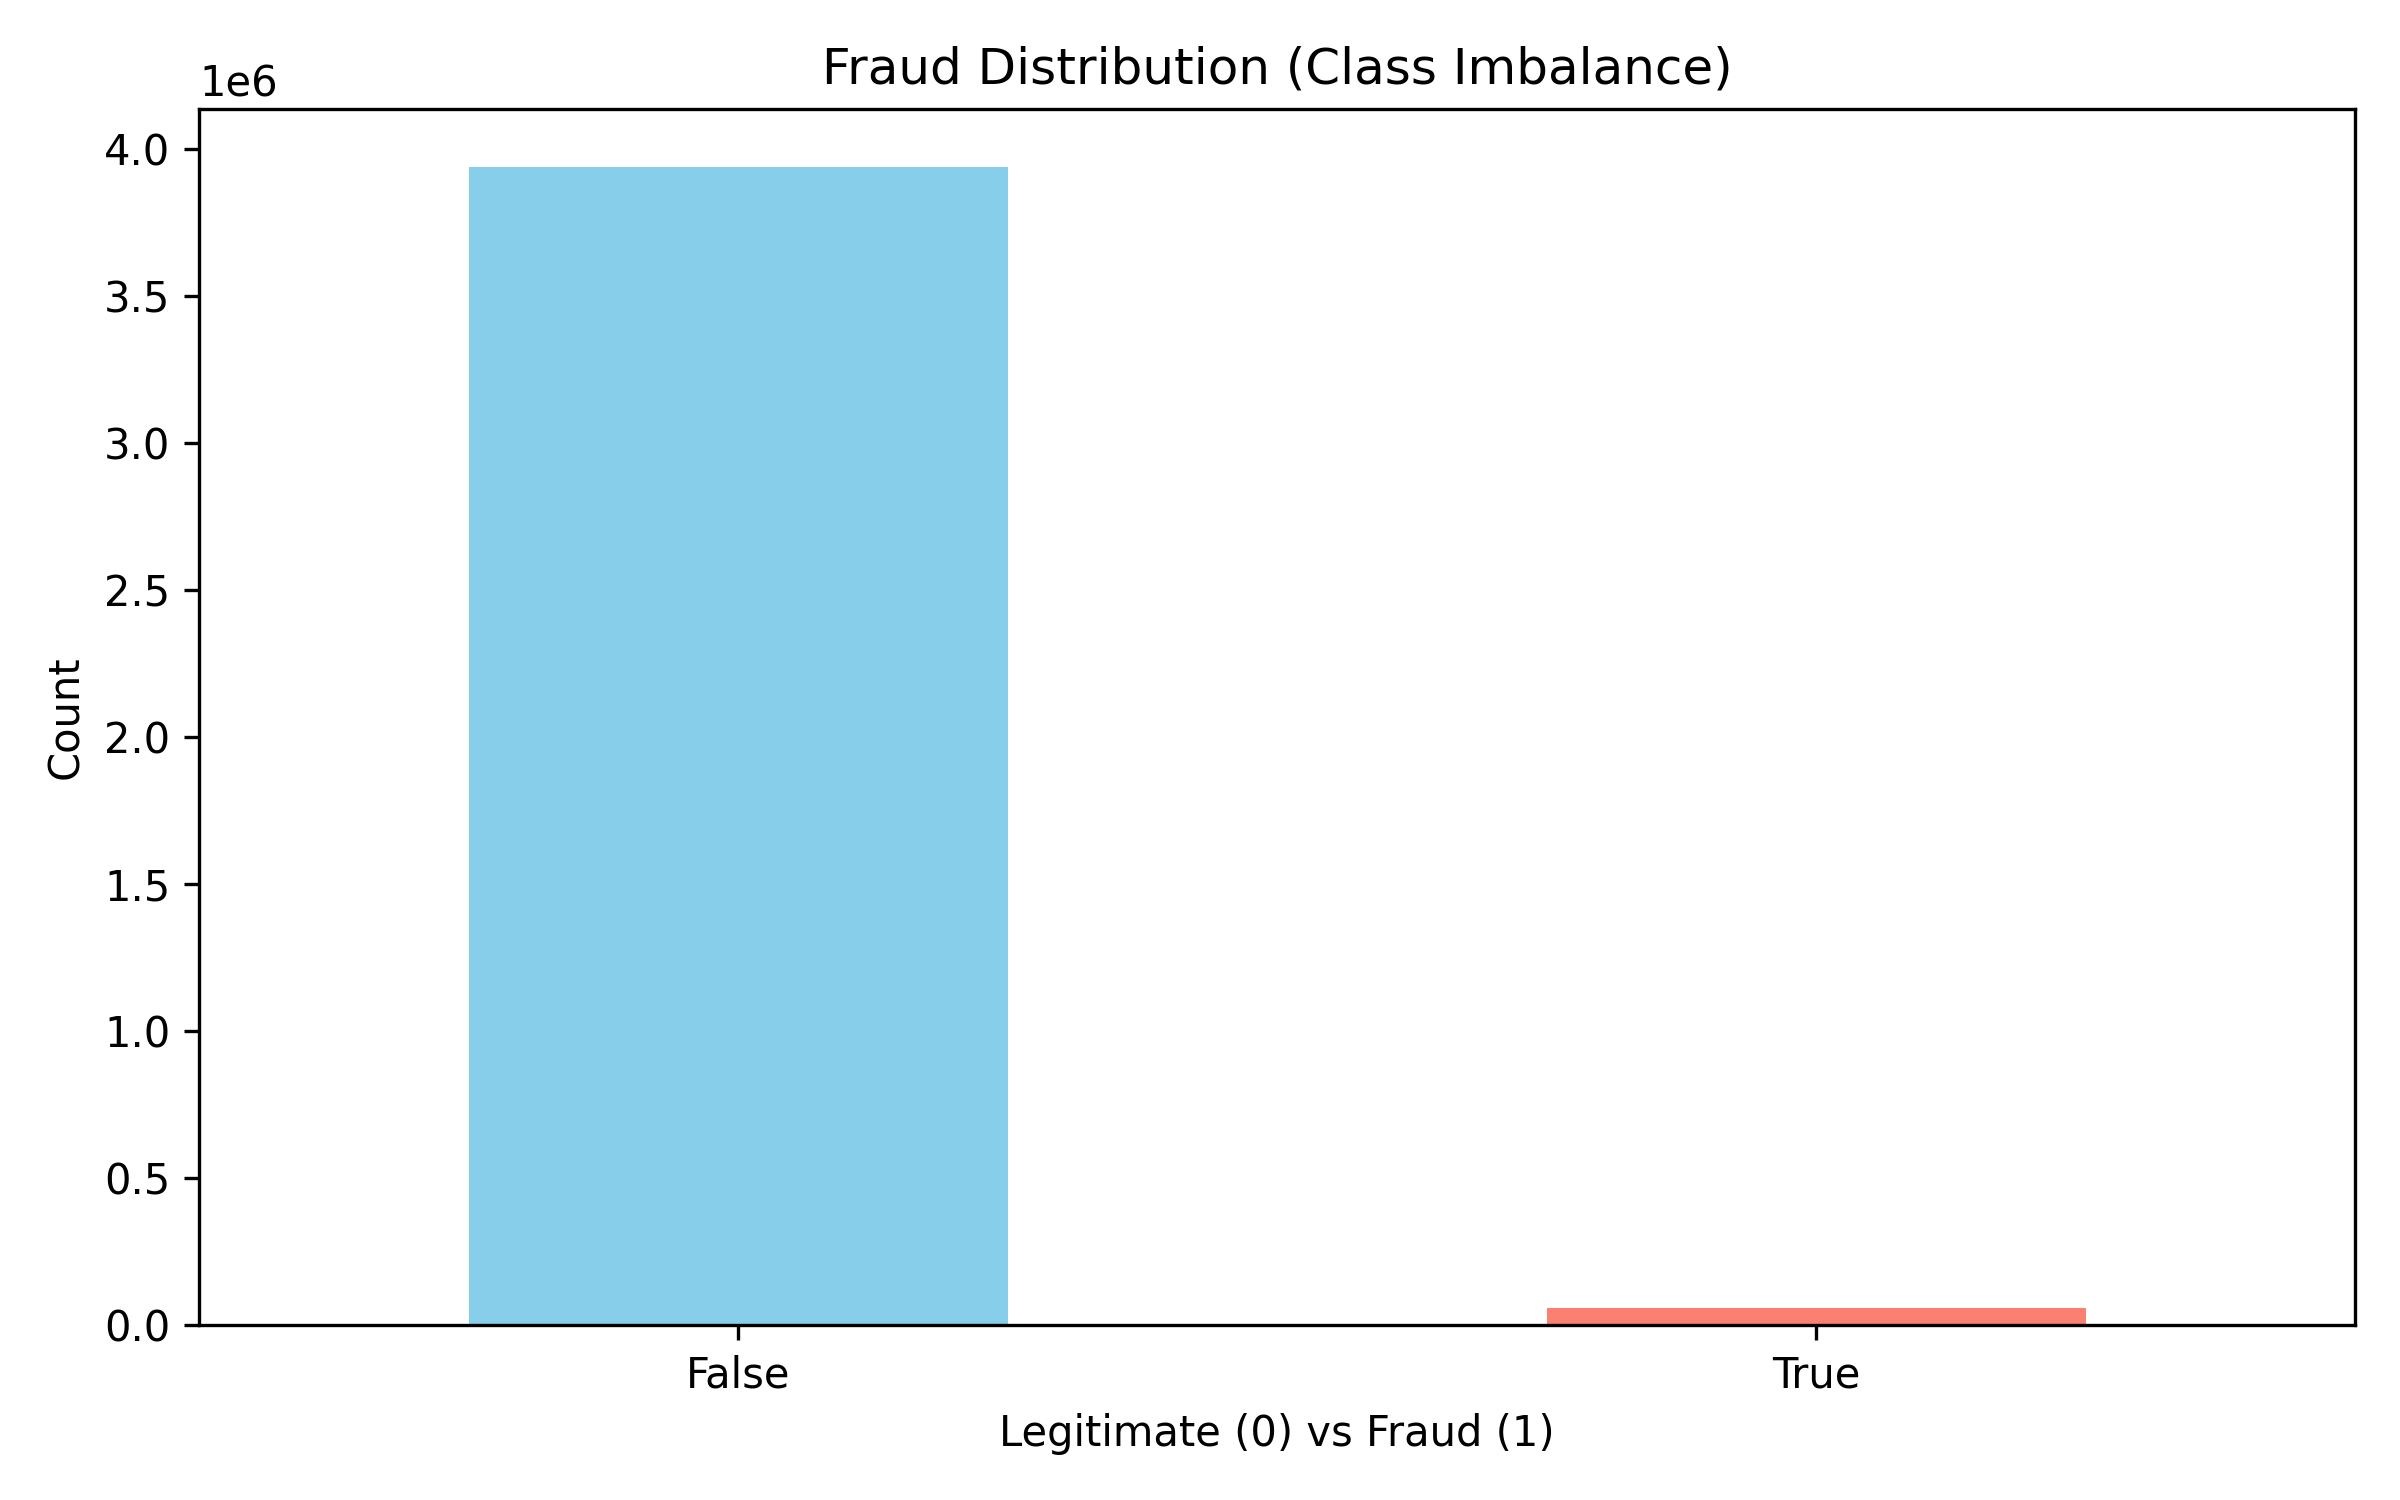 Fraud Distribution (Class Imbalance)
1e6
4.0
3.5
3.0
2.5
2.0
1.5
1.0
0.5
0.0
Count
False
True
Legitimate (0) vs Fraud (1)